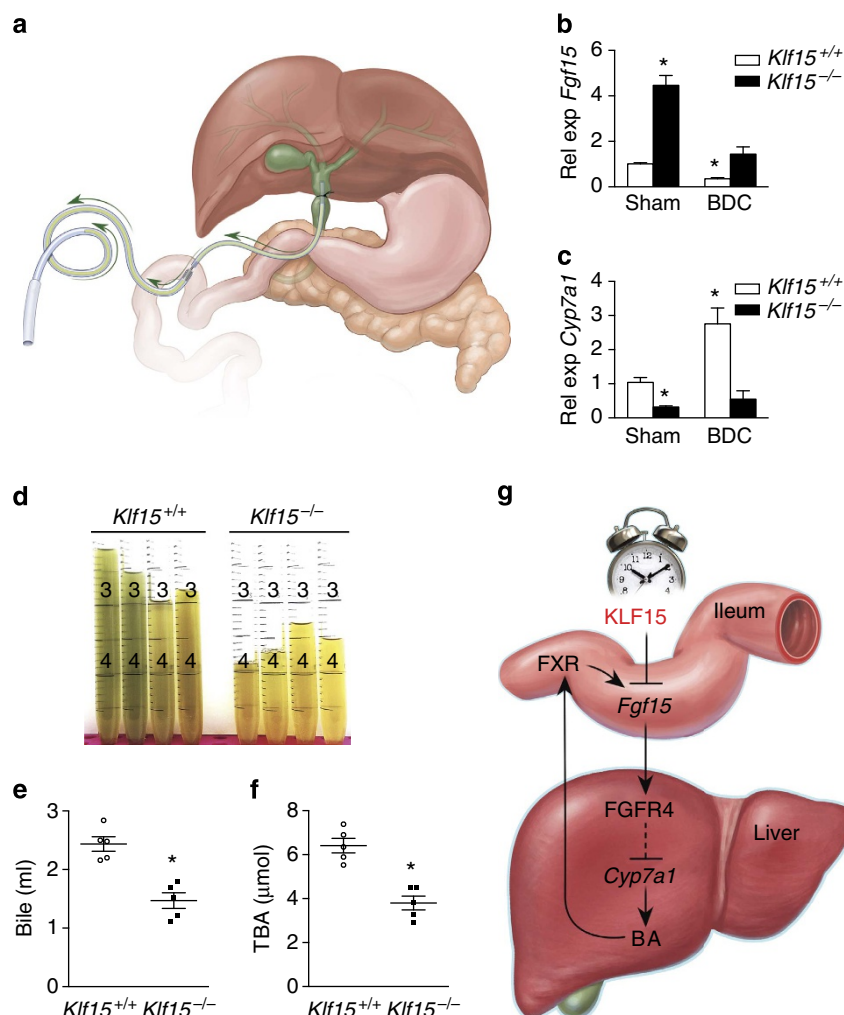 a
b
6
4
2
0
Rel exp Fgf15
*
*
Klf15+/+
Klf15−/−
Sham BDC
c
4
3
2
1
0
Rel exp Cyp7a1
*
*
Klf15+/+
Klf15−/−
Sham BDC
d
Klf15+/+ Klf15−/−
3 3 3 3 3 3 3 3
4 4 4 4 4 4 4 4
e
3
2
1
0
Bile (ml)
*
Klf15+/+ Klf15−/−
f
8
6
4
2
0
TBA (μmol)
*
Klf15+/+ Klf15−/−
g
KLF15
Ileum
FXR
Fgf15
FGFR4
Liver
Cyp7a1
BA